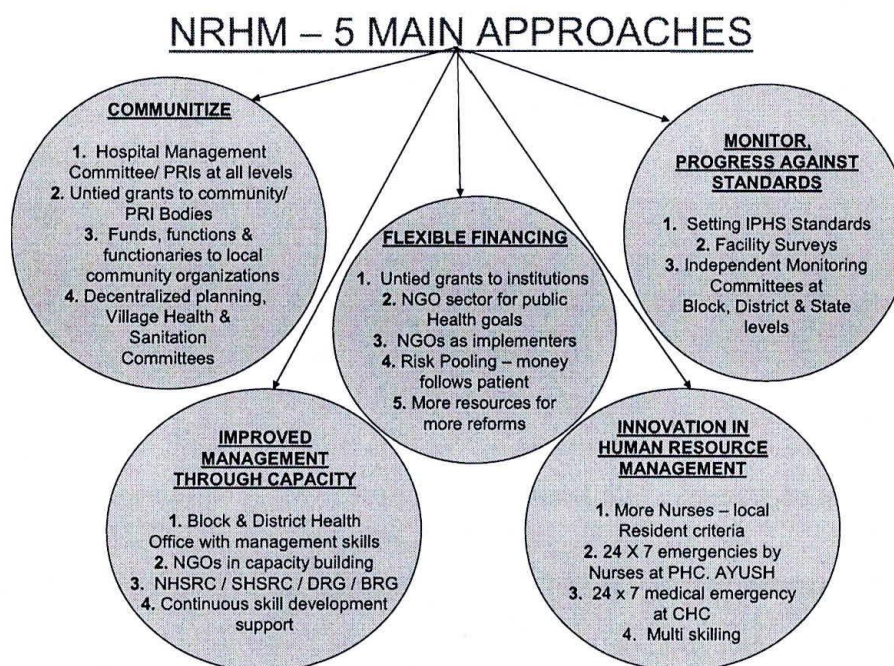 NRHM – 5 MAIN APPROACHES
COMMUNITIZE
1. Hospital Management
Committee/ PRIs at all levels
2. Untied grants to community/
PRI Bodies
3. Funds, functions &
functionaries to local
community organizations
4. Decentralized planning,
Village Health &
Sanitation
Committees
FLEXIBLE FINANCING
1. Untied grants to institutions
2. NGO sector for public
Health goals
3. NGOs as implementers
4. Risk Pooling – money
follows patient
5. More resources for
more reforms
MONITOR,
PROGRESS AGAINST
STANDARDS
1. Setting IPHS Standards
2. Facility Surveys
3. Independent Monitoring
Committees at
Block, District & State
levels
IMPROVED
MANAGEMENT
THROUGH CAPACITY
1. Block & District Health
Office with management skills
2. NGOs in capacity building
3. NHSRC / SHSRC / DRG / BRG
4. Continuous skill development
support
INNOVATION IN
HUMAN RESOURCE
MANAGEMENT
1. More Nurses – local
Resident criteria
2. 24 X 7 emergencies by
Nurses at PHC. AYUSH
3. 24 x 7 medical emergency
at CHC
4. Multi skilling